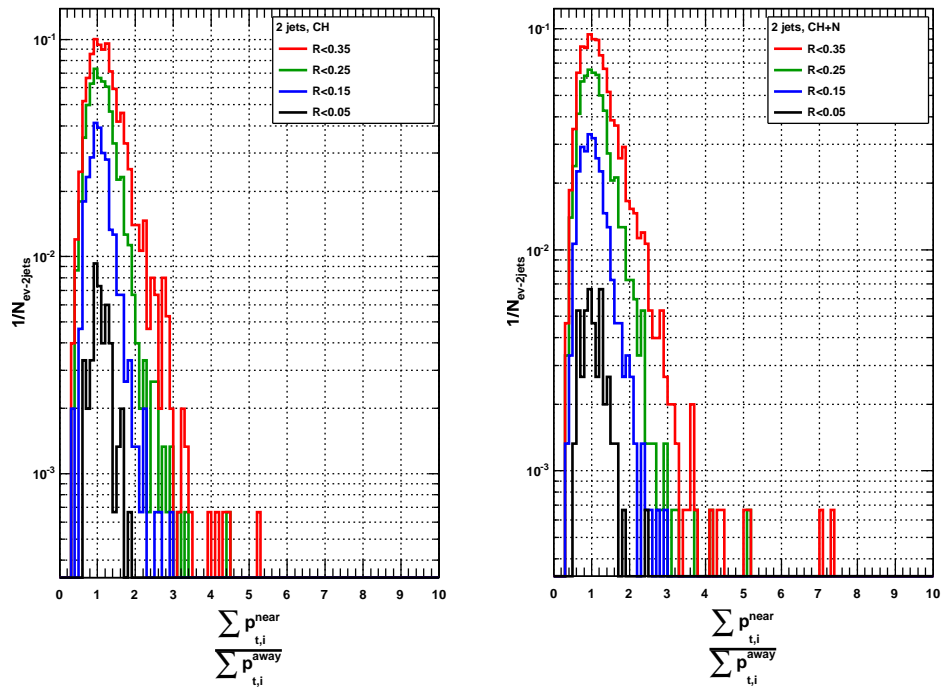 2 jets, CH
R<0.35
R<0.25
R<0.15
R<0.05
10⁻¹
10⁻²
10⁻³
1/N_ev-2jets
0 1 2 3 4 5 6 7 8 9 10
∑ p_t,i^near
∑ p_t,i^away
2 jets, CH+N
R<0.35
R<0.25
R<0.15
R<0.05
10⁻¹
10⁻²
10⁻³
1/N_ev-2jets
0 1 2 3 4 5 6 7 8 9 10
∑ p_t,i^near
∑ p_t,i^away